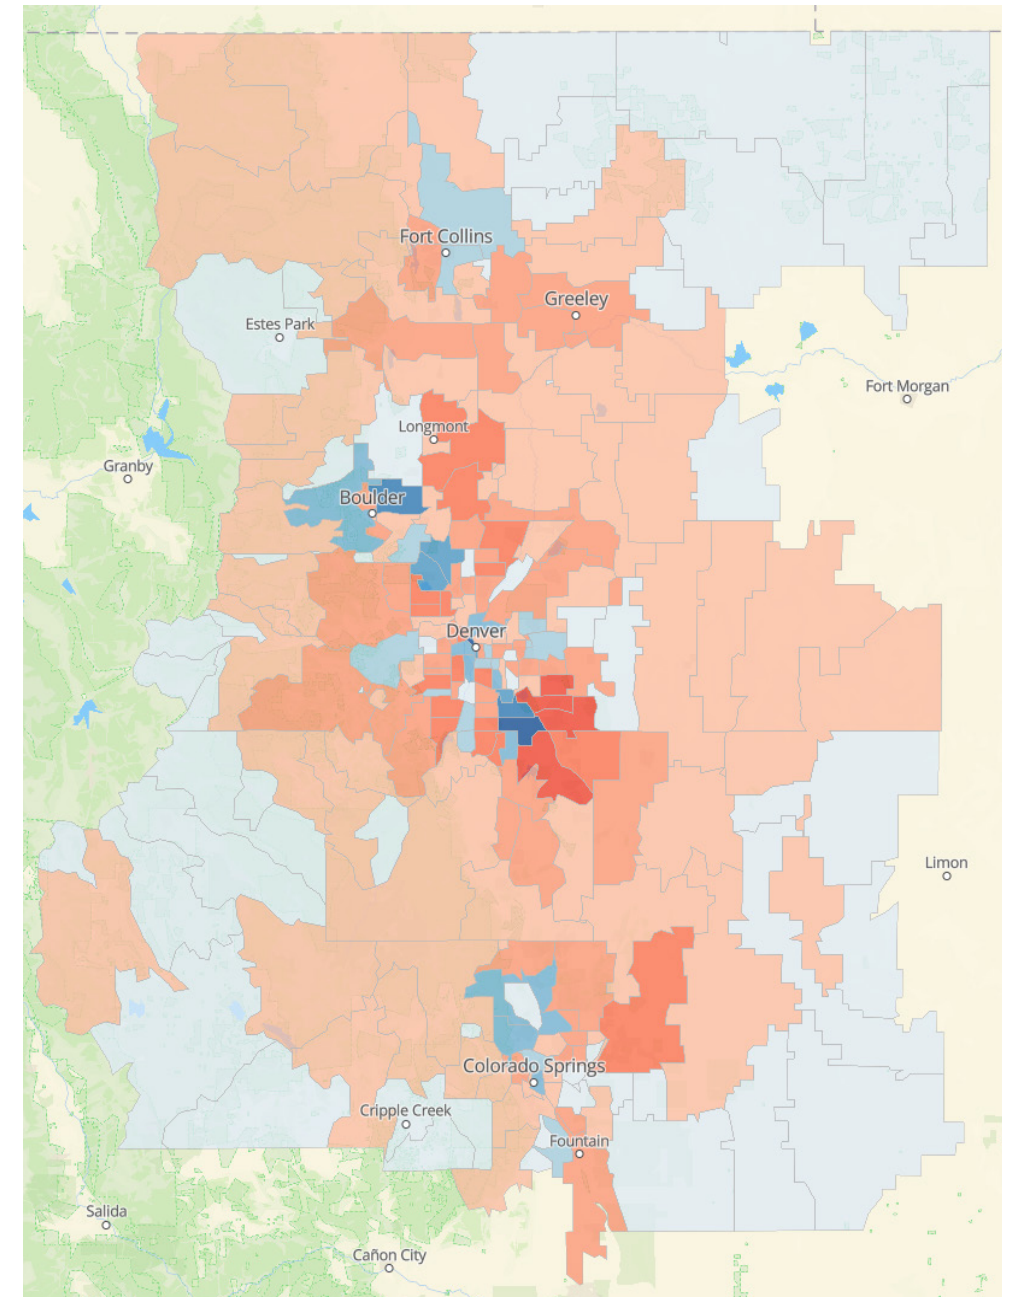 Fort Collins
Greeley
Estes Park
Fort Morgan
Longmont
Granby
Boulder
Denver
Limon
Colorado Springs
Cripple Creek
Fountain
Salida
Cañon City